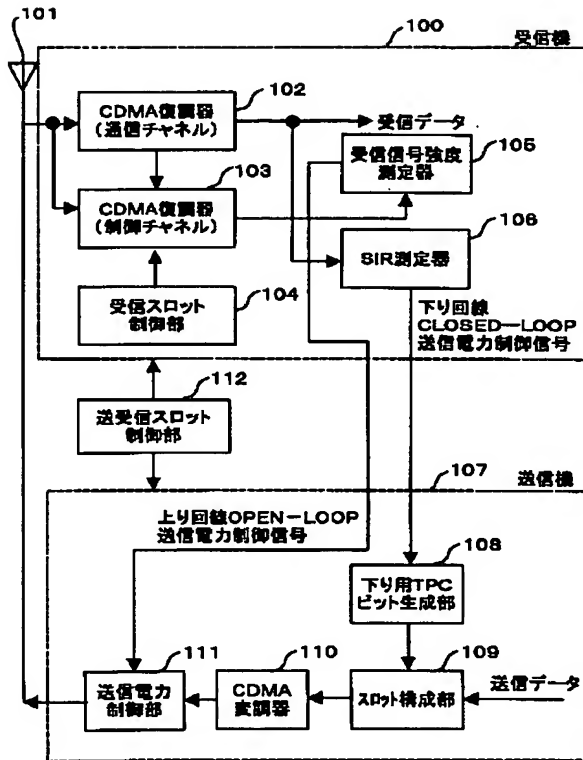 101
100
受信機
102
CDMA復調器
(通信チャネル)
受信データ
105
103
受信信号強度
測定器
CDMA復調器
(制御チャネル)
106
SIR測定器
受信スロット
制御部
104
下り回線
CLOSED-LOOP
送信電力制御信号
112
送受信スロット
制御部
107
送信機
上り回線OPEN-LOOP
送信電力制御信号
108
下り用TPC
ビット生成部
111
110
109
送信電力
制御部
CDMA
変調器
スロット構成部
送信データ